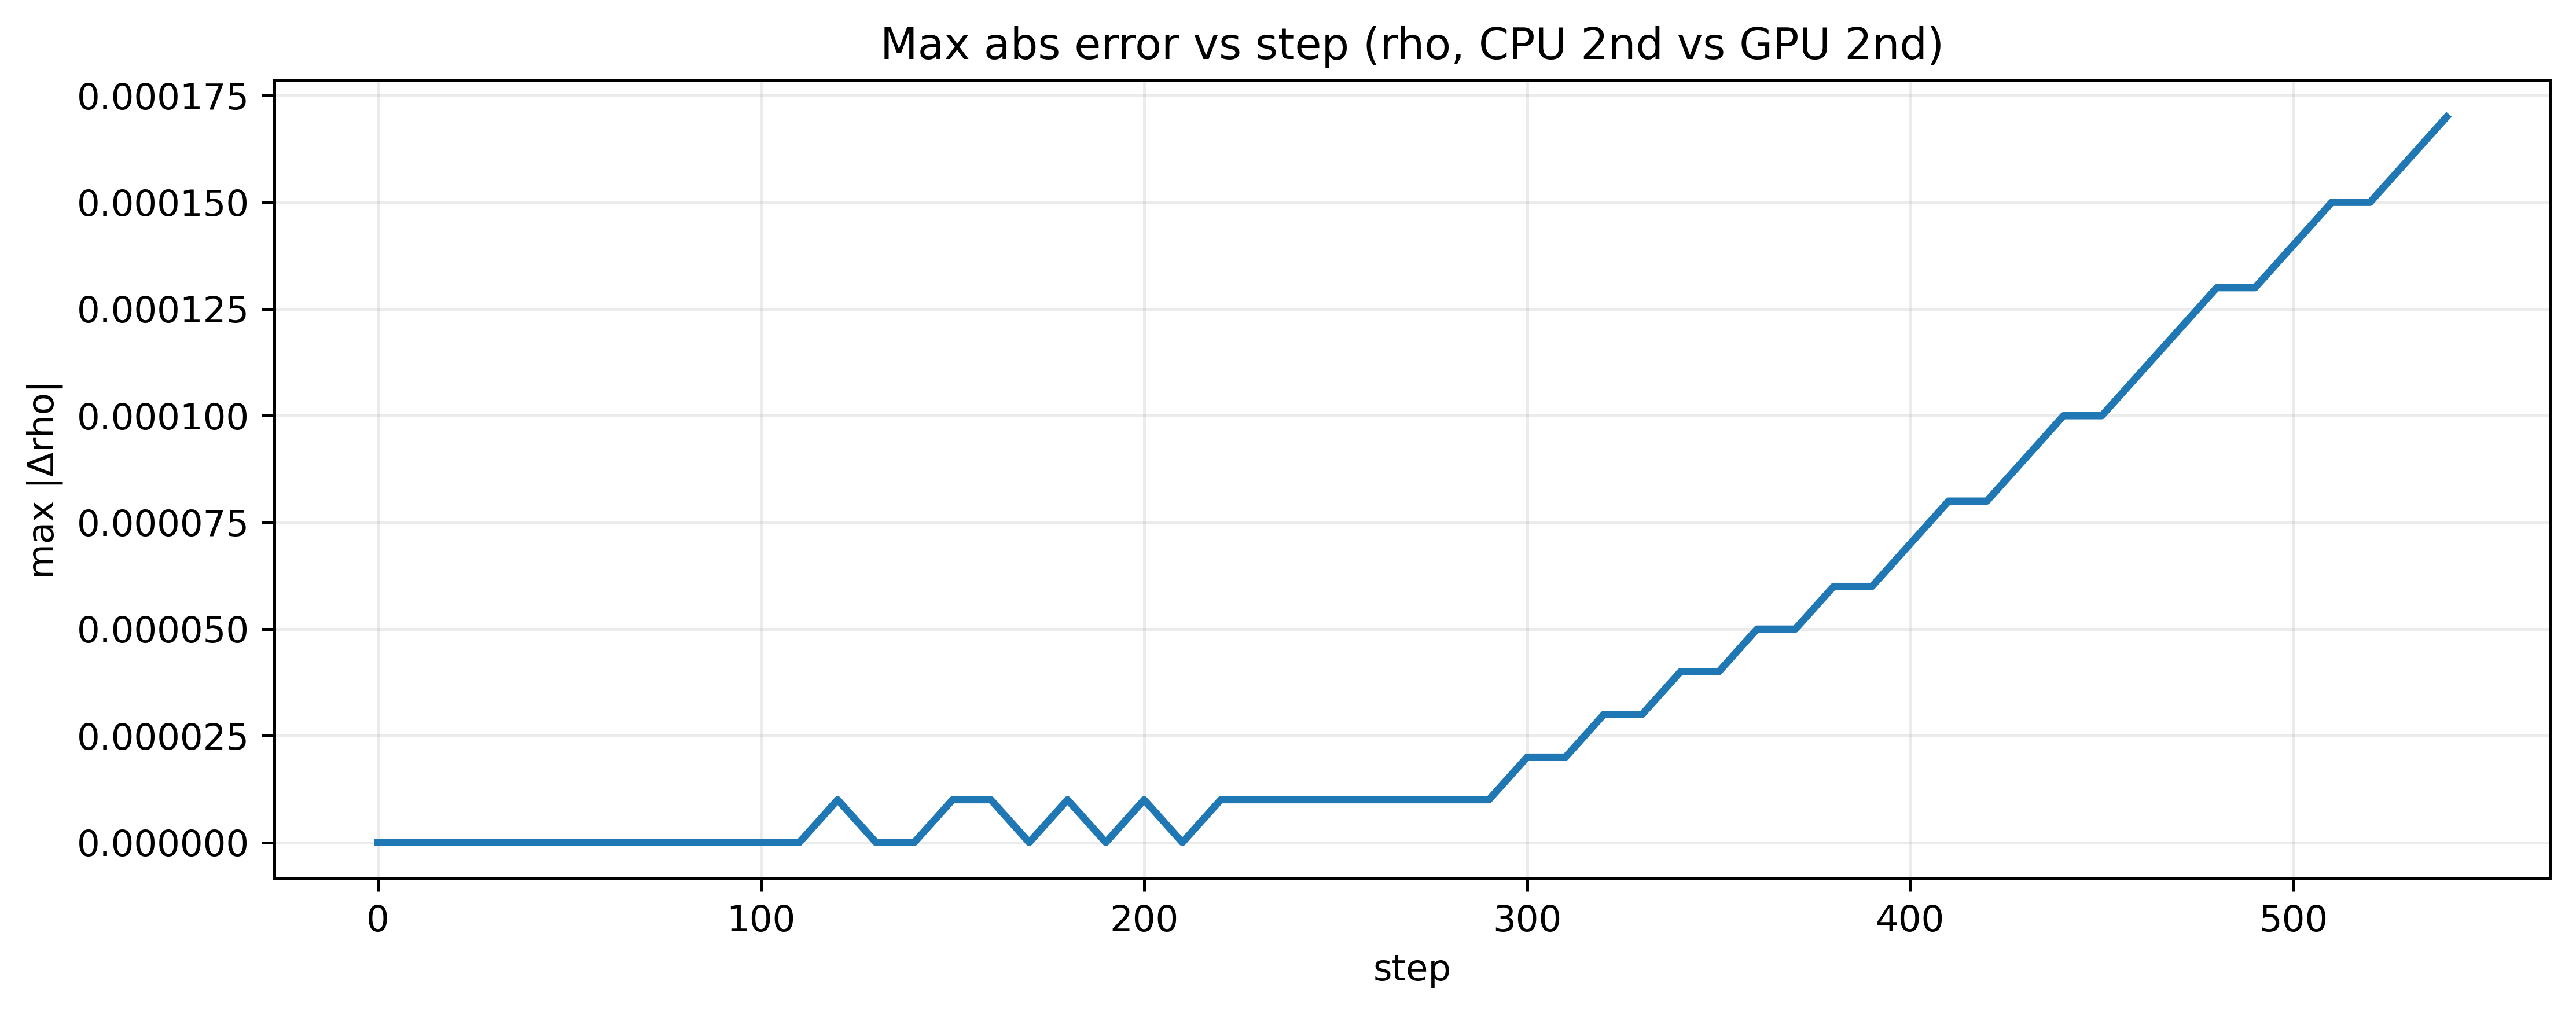 Max abs error vs step (rho, CPU 2nd vs GPU 2nd)
max |Δrho|
0.000175
0.000150
0.000125
0.000100
0.000075
0.000050
0.000025
0.000000
0 100 200 300 400 500
step